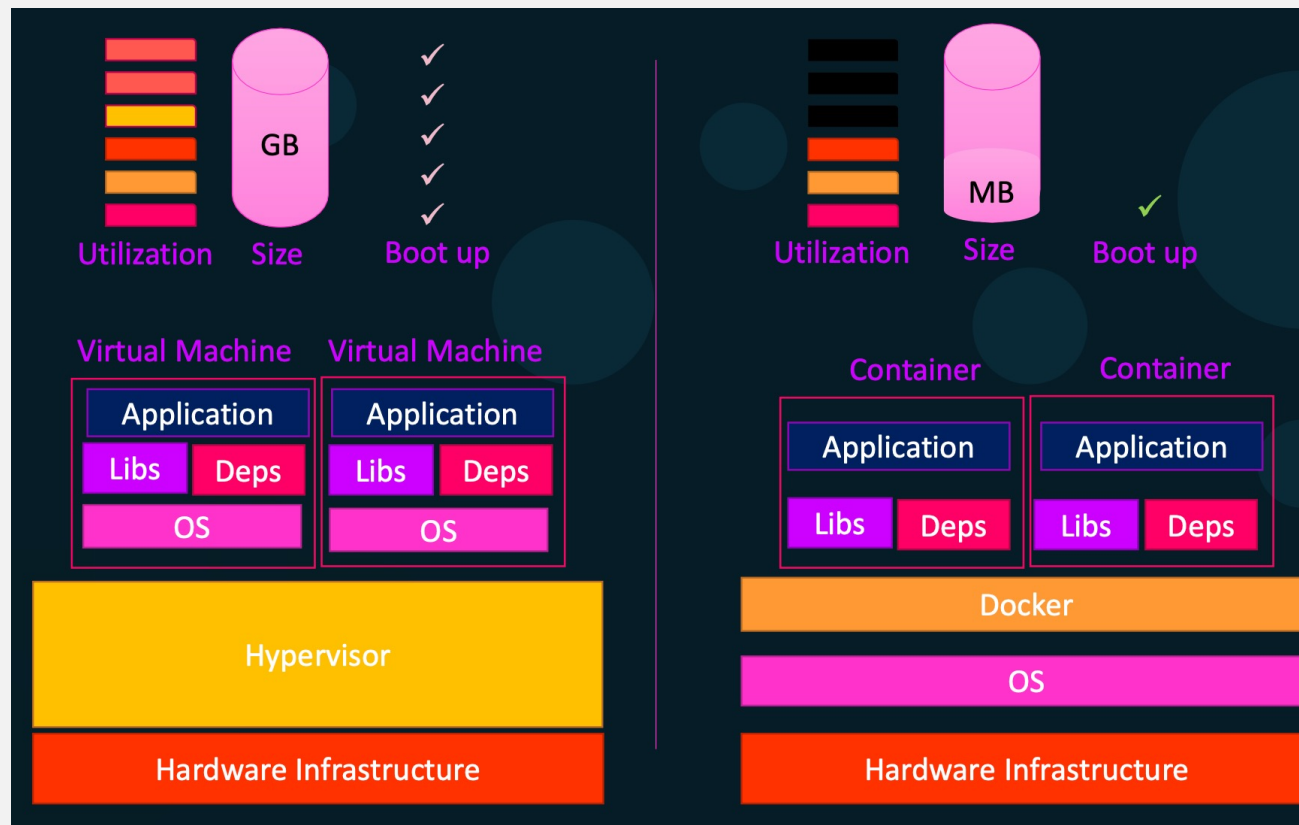 GB
Utilization
Size
Boot up
Virtual Machine
Virtual Machine
Application
Libs
Deps
OS
Application
Libs
Deps
OS
Hypervisor
Hardware Infrastructure
MB
Utilization
Size
Boot up
Container
Container
Application
Libs
Deps
Application
Libs
Deps
Docker
OS
Hardware Infrastructure